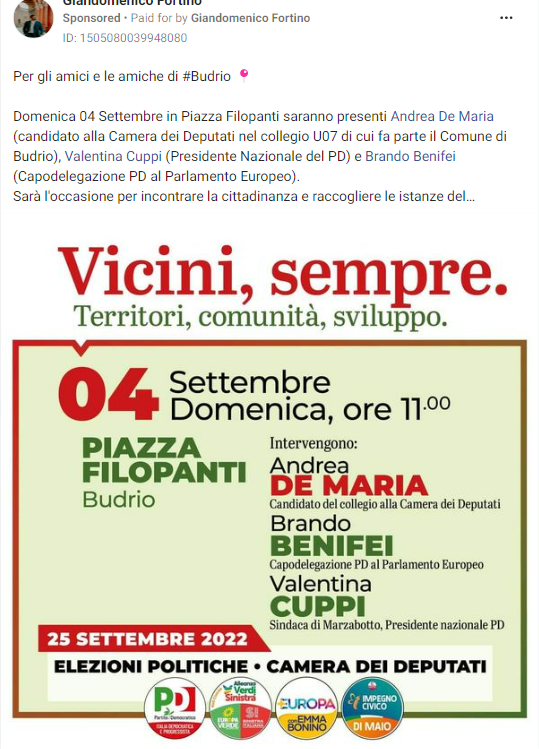 Giandomenico Fortino
Sponsored • Paid for by Giandomenico Fortino
ID: 1505080039948080
Per gli amici e le amiche di #Budrio
Domenica 04 Settembre in Piazza Filopanti saranno presenti Andrea De Maria
(candidato alla Camera dei Deputati nel collegio U07 di cui fa parte il Comune di
Budrio), Valentina Cuppi (Presidente Nazionale del PD) e Brando Benifei
(Capodelegazione PD al Parlamento Europeo).
Sarà l'occasione per incontrare la cittadinanza e raccogliere le istanze del...
Vicini, sempre.
Territori, comunità, sviluppo.
04 Settembre
Domenica, ore 11.00
PIAZZA
FILOPANTI
Budrio
Intervengono:
Andrea
DE MARIA
Candidato del collegio alla Camera dei Deputati
Brando
BENIFEI
Capodelegazione PD al Parlamento Europeo
Valentina
CUPPI
Sindaca di Marzabotto, Presidente nazionale PD
25 SETTEMBRE 2022
ELEZIONI POLITICHE • CAMERA DEI DEPUTATI
PD
Partito Democratico
ITALIA DEMOCRATICA
E PROGRESSISTA
Alleanza
Verdi
Sinistra
EUROPA
VERDE
SI
SINISTRA
ITALIANA
+EUROPA
CON EMMA
BONINO
IMPEGNO
CIVICO
DI MAIO